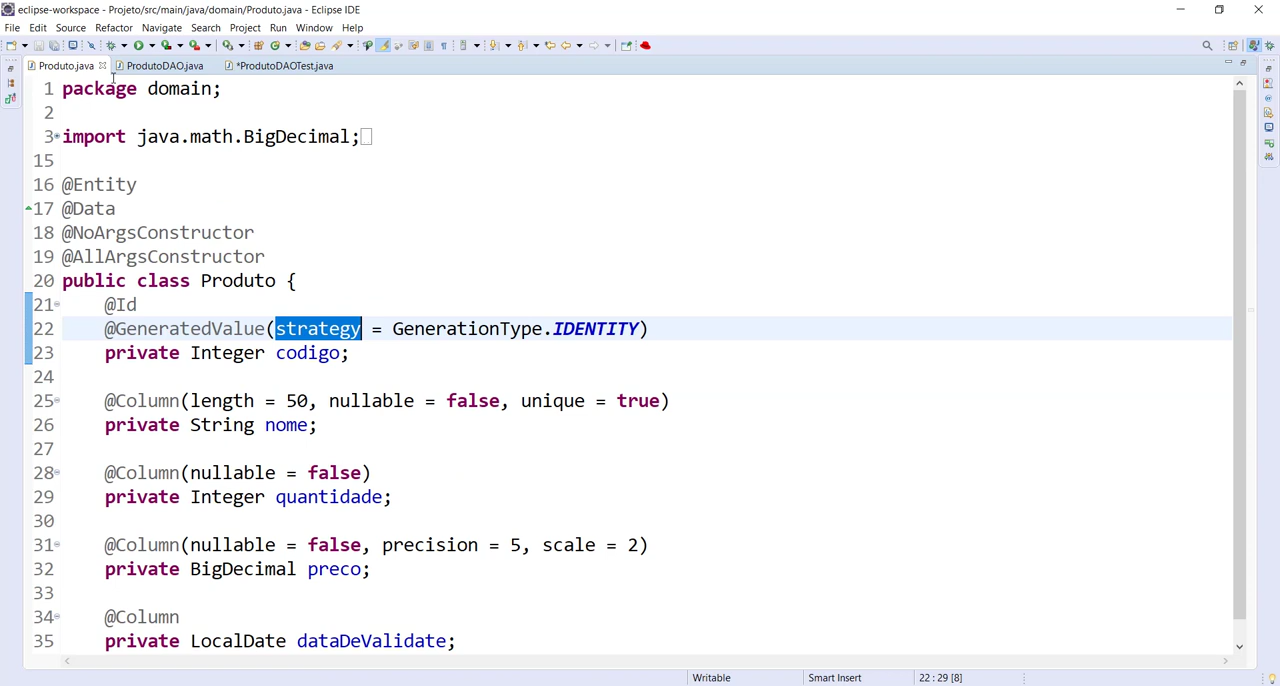 eclipse-workspace - Projeto/src/main/java/domain/Produto.java - Eclipse IDE
File Edit Source Refactor Navigate Search Project Run Window Help
Produto.java ProdutoDAO.java *ProdutoDAOTest.java
1 package domain;
2
3 import java.math.BigDecimal;
15
16 @Entity
17 @Data
18 @NoArgsConstructor
19 @AllArgsConstructor
20 public class Produto {
21 @Id
22 @GeneratedValue(strategy = GenerationType.IDENTITY)
23 private Integer codigo;
24
25 @Column(length = 50, nullable = false, unique = true)
26 private String nome;
27
28 @Column(nullable = false)
29 private Integer quantidade;
30
31 @Column(nullable = false, precision = 5, scale = 2)
32 private BigDecimal preco;
33
34 @Column
35 private LocalDate dataDeValidate;
Writable Smart Insert 22 : 29 [8]